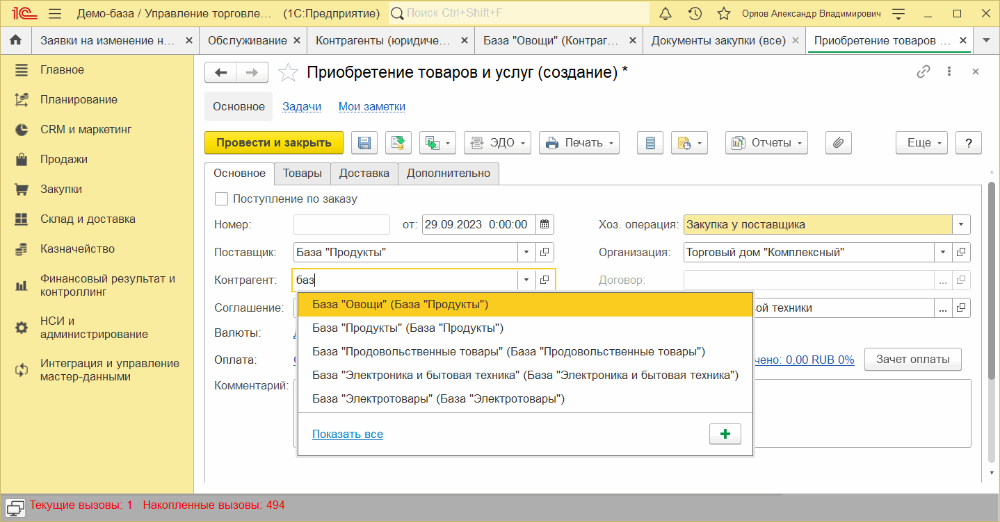 1С Демо-база / Управление торговле... (1С:Предприятие) Поиск Ctrl+Shift+F Орлов Александр Владимирович
Заявки на изменение н... Обслуживание Контрагенты (юридиче... База "Овощи" (Контраг... Документы закупки (все) Приобретение товаров ...
Главное
Планирование
CRM и маркетинг
Продажи
Закупки
Склад и доставка
Казначейство
Финансовый результат и
контроллинг
НСИ и
администрирование
Интеграция и управление
мастер-данными
Приобретение товаров и услуг (создание) *
Основное Задачи Мои заметки
Провести и закрыть ЭДО Печать Отчеты Еще ?
Основное Товары Доставка Дополнительно
Поступление по заказу
Номер: от: 29.09.2023 0:00:00 Хоз. операция: Закупка у поставщика
Поставщик: База "Продукты" Организация: Торговый дом "Комплексный"
Контрагент: баз Договор: ...
Соглашение: ой техники ...
Валюты:
Оплата: чено: 0,00 RUB 0% Зачет оплаты
Комментарий:
База "Овощи" (База "Продукты")
База "Продукты" (База "Продукты")
База "Продовольственные товары" (База "Продовольственные товары")
База "Электроника и бытовая техника" (База "Электроника и бытовая техника")
База "Электротовары" (База "Электротовары")
Показать все
Текущие вызовы: 1 Накопленные вызовы: 494